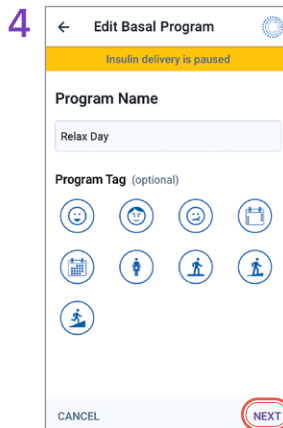 4
Edit Basal Program
Insulin delivery is paused
Program Name
Relax Day
Program Tag (optional)
CANCEL NEXT